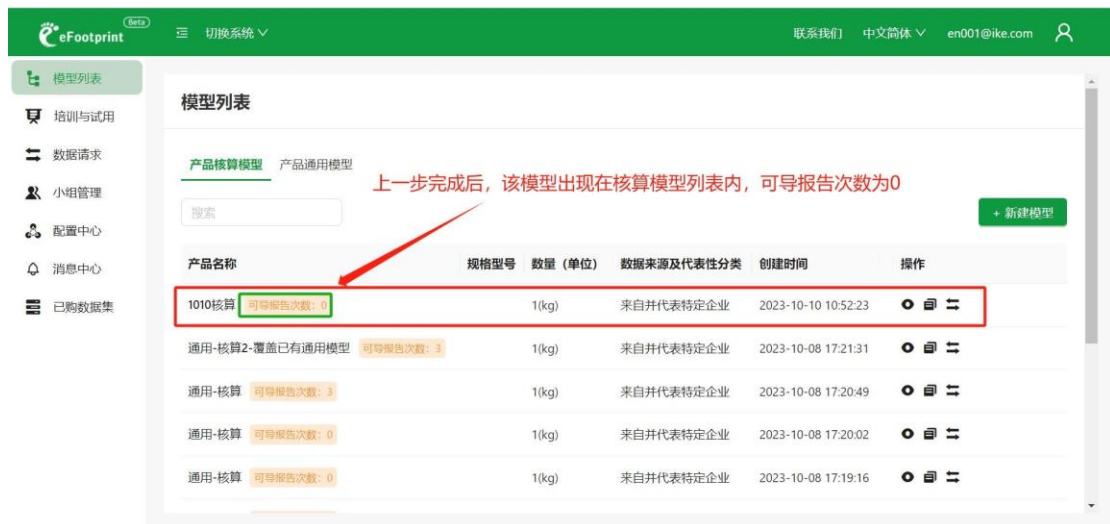 eFootprint Beta 切换系统 联系我们 中文简体 en001@ike.com
模型列表
培训与试用
数据请求
小组管理
配置中心
消息中心
已购数据集
模型列表
产品核算模型 产品通用模型
上一步完成后，该模型出现在核算模型列表内，可导报告次数为0
搜索
+ 新建模型
产品名称 规格型号 数量（单位） 数据来源及代表性分类 创建时间 操作
1010核算 可导报告次数：0 1(kg) 来自并代表特定企业 2023-10-10 10:52:23
通用-核算2-覆盖已有通用模型 可导报告次数：3 1(kg) 来自并代表特定企业 2023-10-08 17:21:31
通用-核算 可导报告次数：3 1(kg) 来自并代表特定企业 2023-10-08 17:20:49
通用-核算 可导报告次数：0 1(kg) 来自并代表特定企业 2023-10-08 17:20:02
通用-核算 可导报告次数：0 1(kg) 来自并代表特定企业 2023-10-08 17:19:16